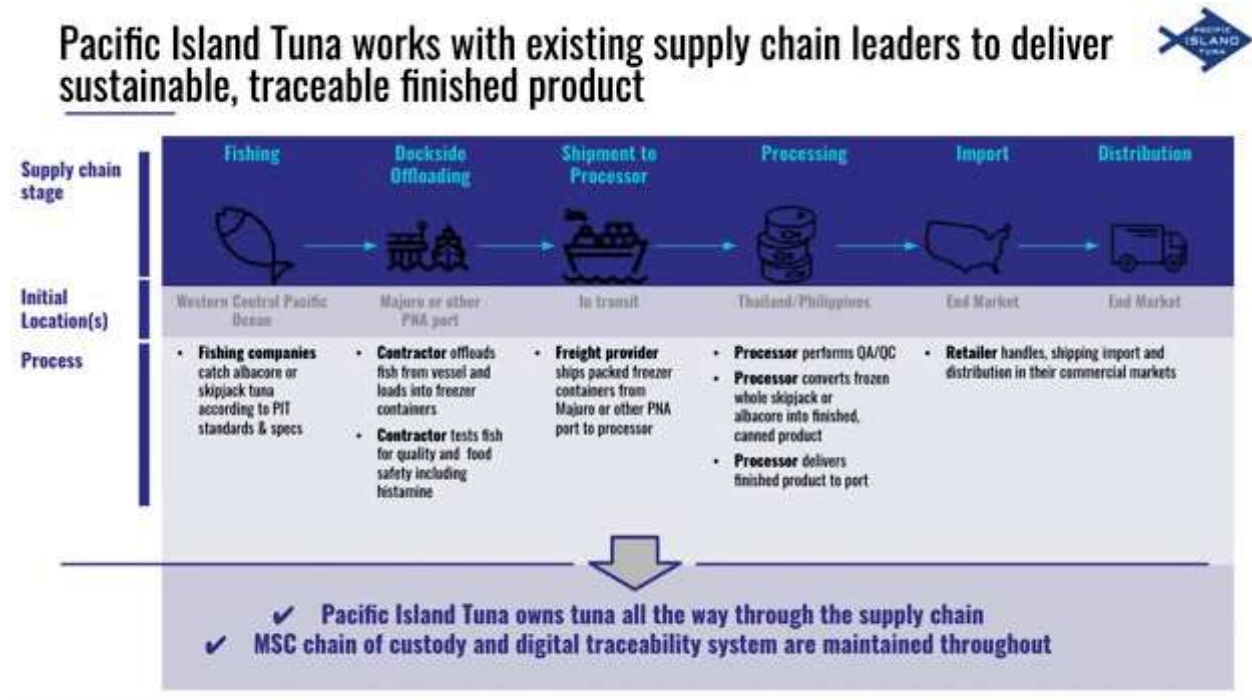 Pacific Island Tuna works with existing supply chain leaders to deliver
sustainable, traceable finished product
PACIFIC
ISLAND
TUNA
Supply chain
stage
Fishing
Dockside
Offloading
Shipment to
Processor
Processing
Import
Distribution
Initial
Location(s)
Western Central Pacific
Ocean
Majuro or other
PNA port
In transit
Thailand/Philippines
End Market
End Market
Process
• Fishing companies
catch albacore or
skipjack tuna
according to PIT
standards & specs
• Contractor offloads
fish from vessel and
loads into freezer
containers
• Contractor tests fish
for quality and food
safety including
histamine
• Freight provider
ships packed freezer
containers from
Majuro or other PNA
port to processor
• Processor performs QA/QC
• Processor converts frozen
whole skipjack or
albacore into finished,
canned product
• Processor delivers
finished product to port
• Retailer handles, shipping import and
distribution in their commercial markets
✔ Pacific Island Tuna owns tuna all the way through the supply chain
✔ MSC chain of custody and digital traceability system are maintained throughout